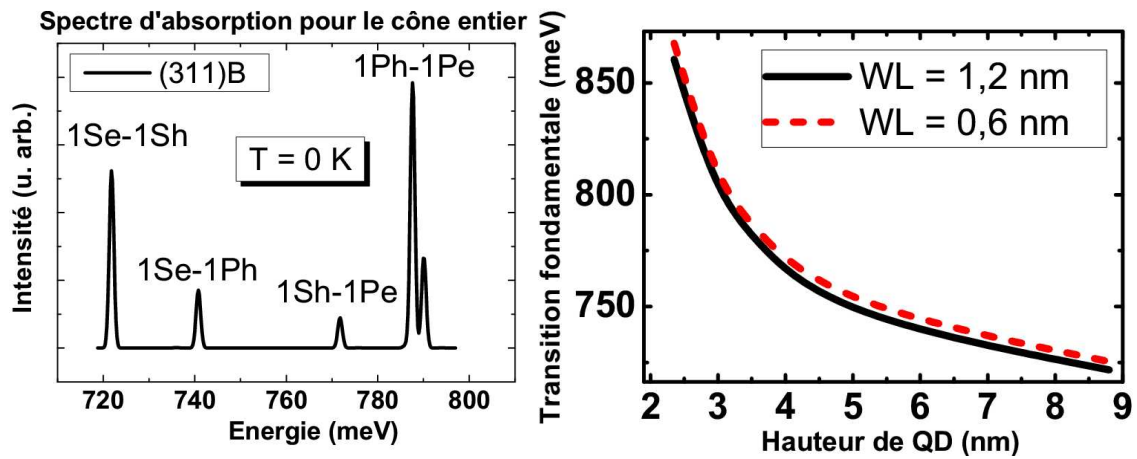 Spectre d'absorption pour le cône entier
(311)B
1Ph-1Pe
1Se-1Sh
T = 0 K
1Se-1Ph
1Sh-1Pe
Intensité (u. arb.)
720 740 760 780 800
Energie (meV)
Transition fondamentale (meV)
850
800
750
WL = 1,2 nm
WL = 0,6 nm
2 3 4 5 6 7 8 9
Hauteur de QD (nm)